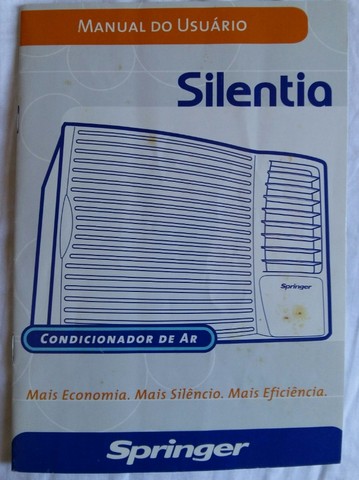 MANUAL DO USUÁRIO
Silentia
Springer
CONDICIONADOR DE AR
Mais Economia. Mais Silêncio. Mais Eficiência.
Springer